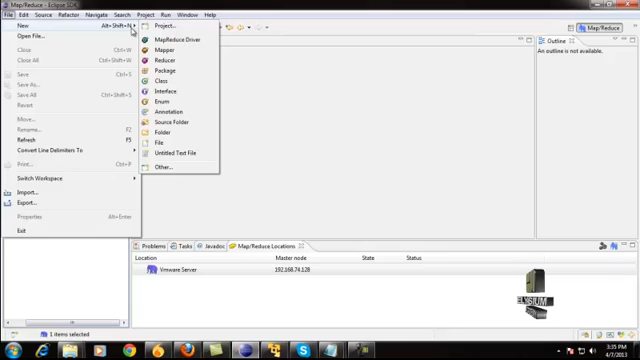 Map/Reduce - Eclipse SDK
File Edit Source Refactor Navigate Search Project Run Window Help
New Alt+Shift+N
Open File...
Close Ctrl+W
Close All Ctrl+Shift+W
Save Ctrl+S
Save As...
Save All Ctrl+Shift+S
Revert
Move...
Rename... F2
Refresh F5
Convert Line Delimiters To
Print... Ctrl+P
Switch Workspace
Import...
Export...
Properties Alt+Enter
Exit
Project...
MapReduce Driver
Mapper
Reducer
Package
Class
Interface
Enum
Annotation
Source Folder
Folder
File
Untitled Text File
Other...
Map/Reduce
Outline
An outline is not available.
Problems Tasks Javadoc Map/Reduce Locations
Location Master node State Status
Vmware Server 192.168.74.128
ELYSIUM
1 items selected
3:35 PM
4/7/2013